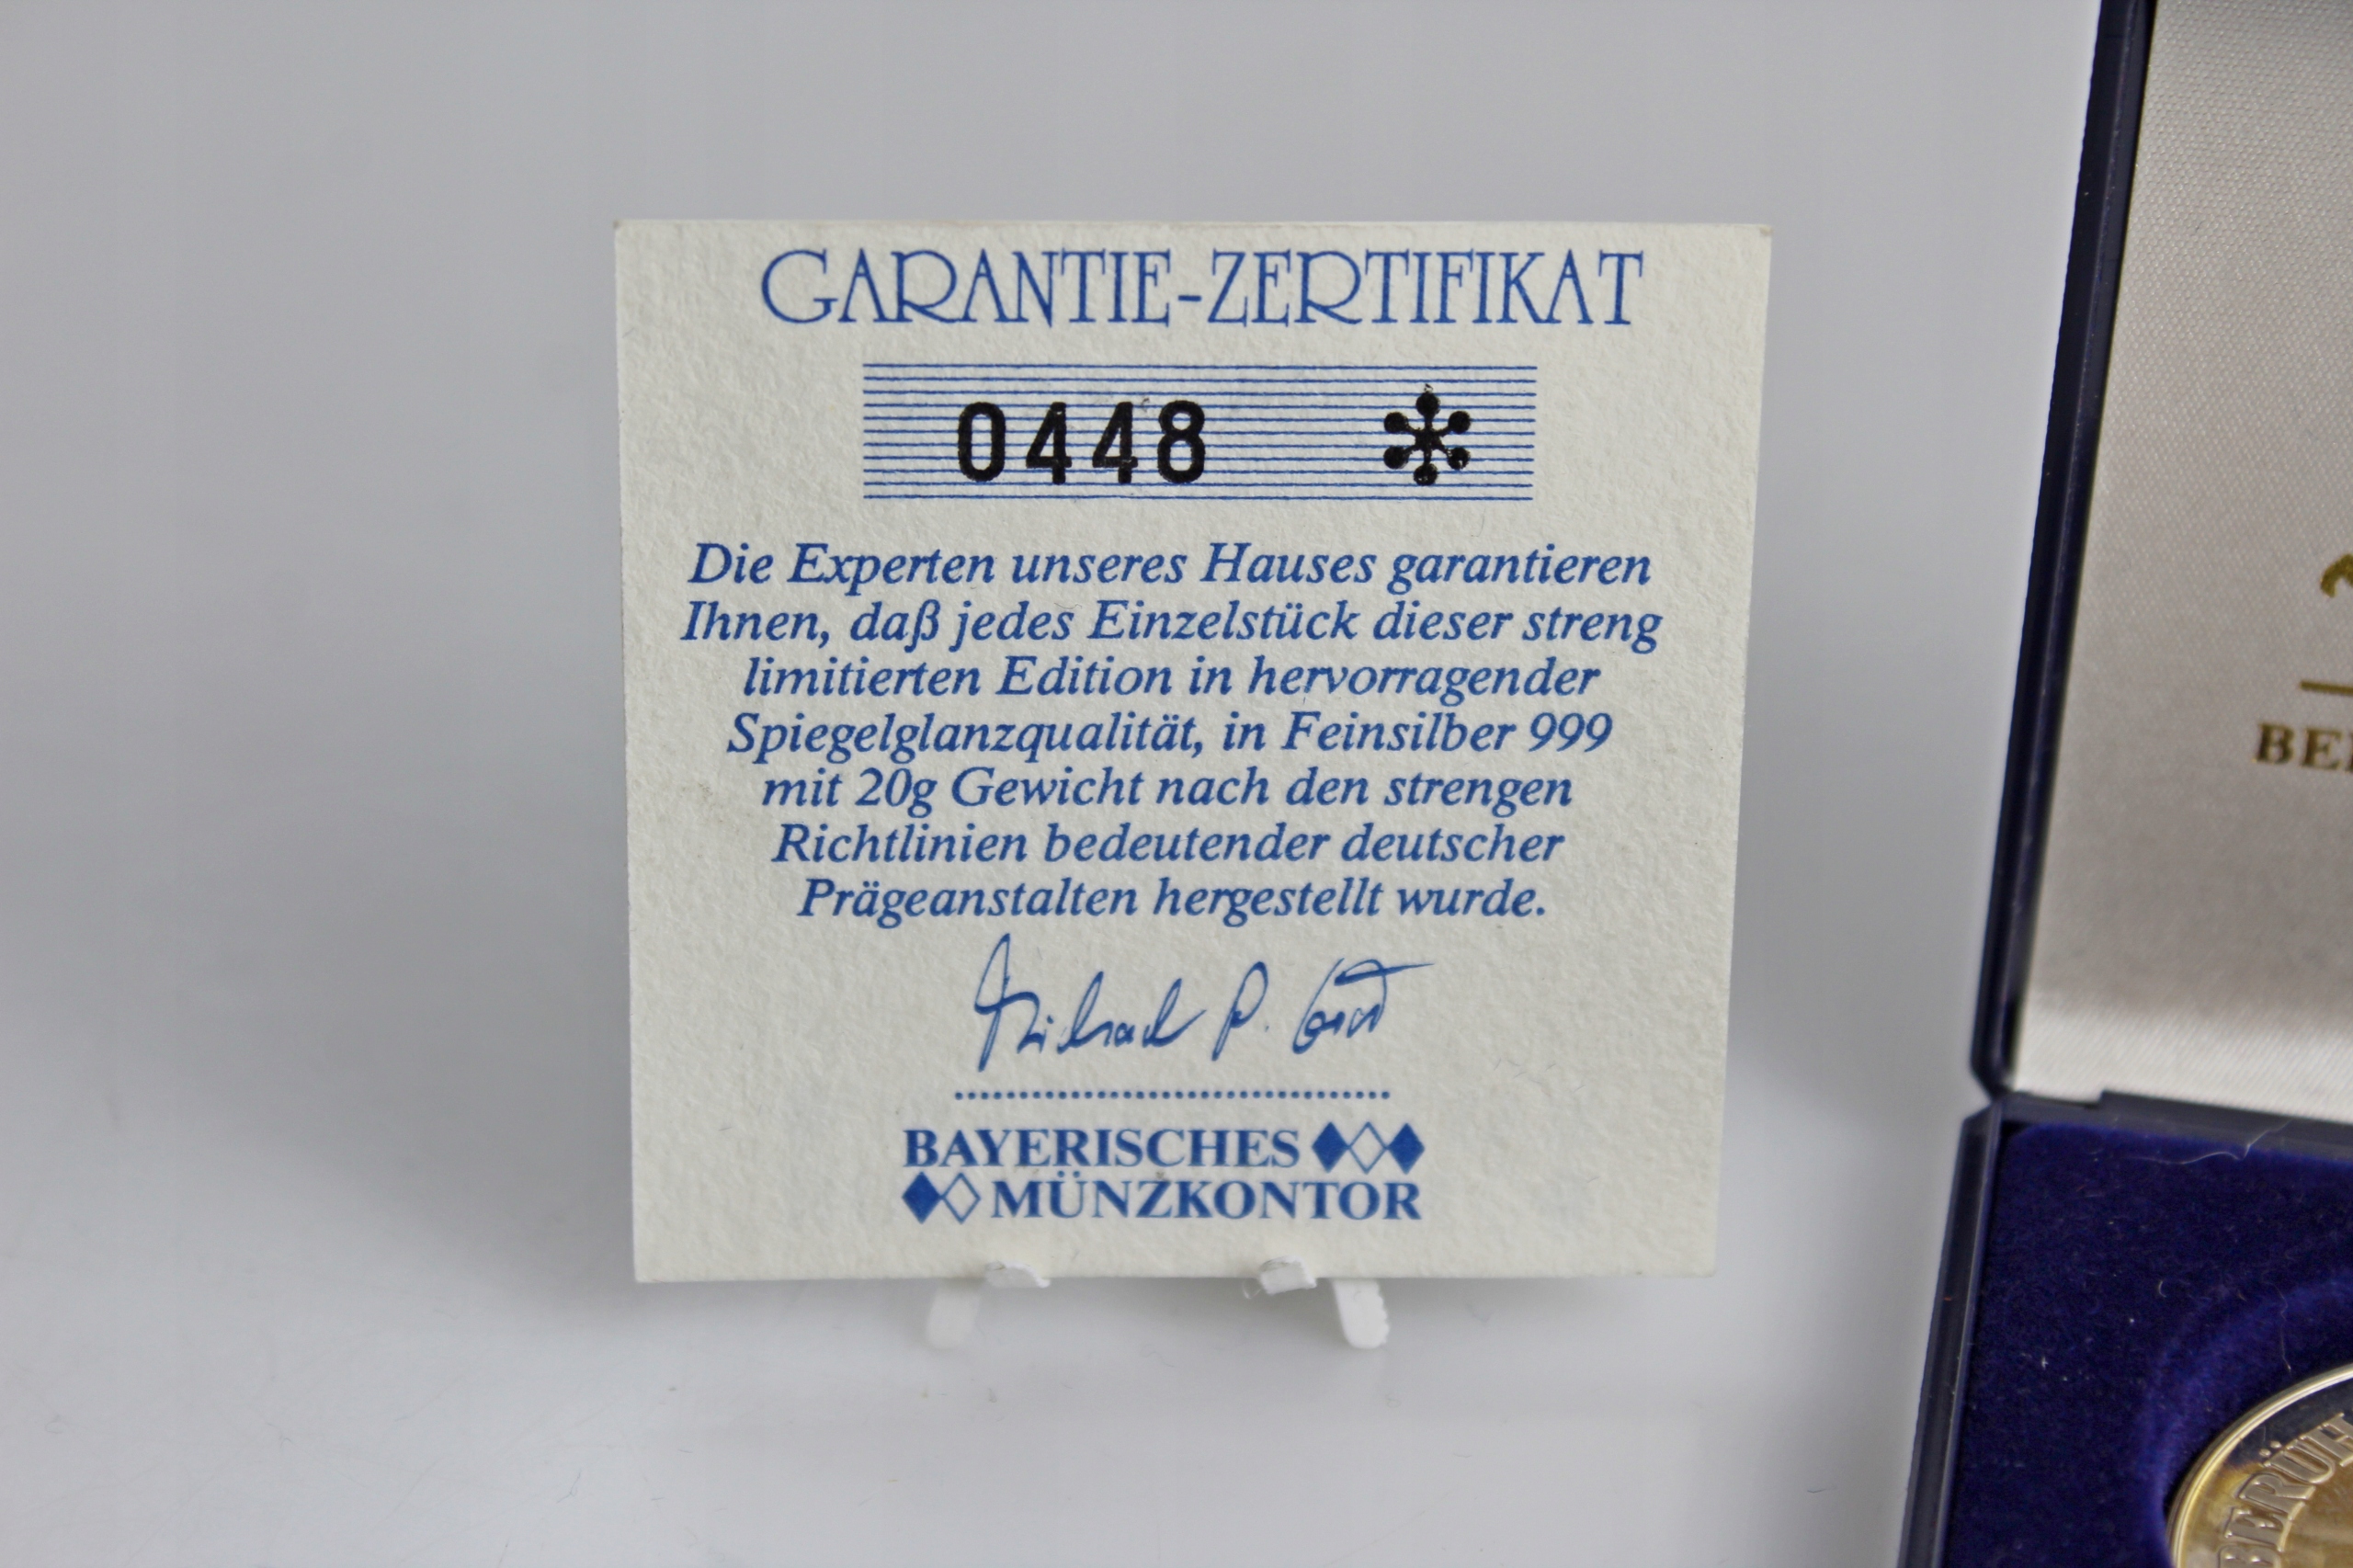 GARANTIE-ZERTIFIKAT
0448 *
Die Experten unseres Hauses garantieren
Ihnen, daß jedes Einzelstück dieser streng
limitierten Edition in hervorragender
Spiegelglanzqualität, in Feinsilber 999
mit 20g Gewicht nach den strengen
Richtlinien bedeutender deutscher
Prägeanstalten hergestellt wurde.
BAYERISCHES
MÜNZKONTOR